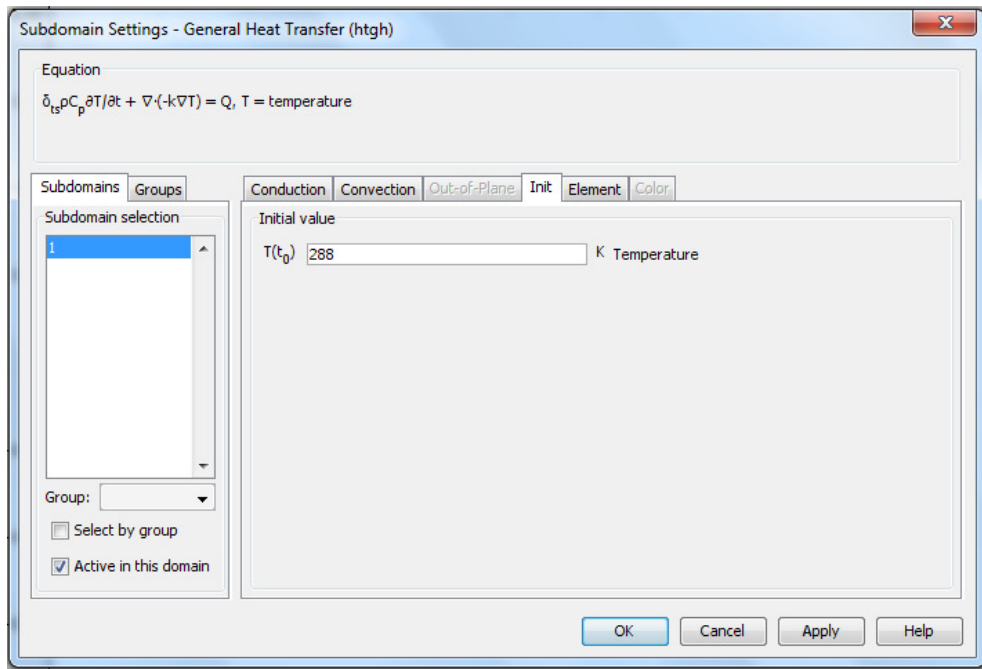 Subdomain Settings - General Heat Transfer (htgh)
Equation
δtsρCp∂T/∂t + ∇·(-k∇T) = Q, T = temperature
Subdomains Groups
Conduction Convection Out-of-Plane Init Element Color
Subdomain selection
Initial value
1
T(t0) 288 K Temperature
Group:
Select by group
Active in this domain
OK Cancel Apply Help